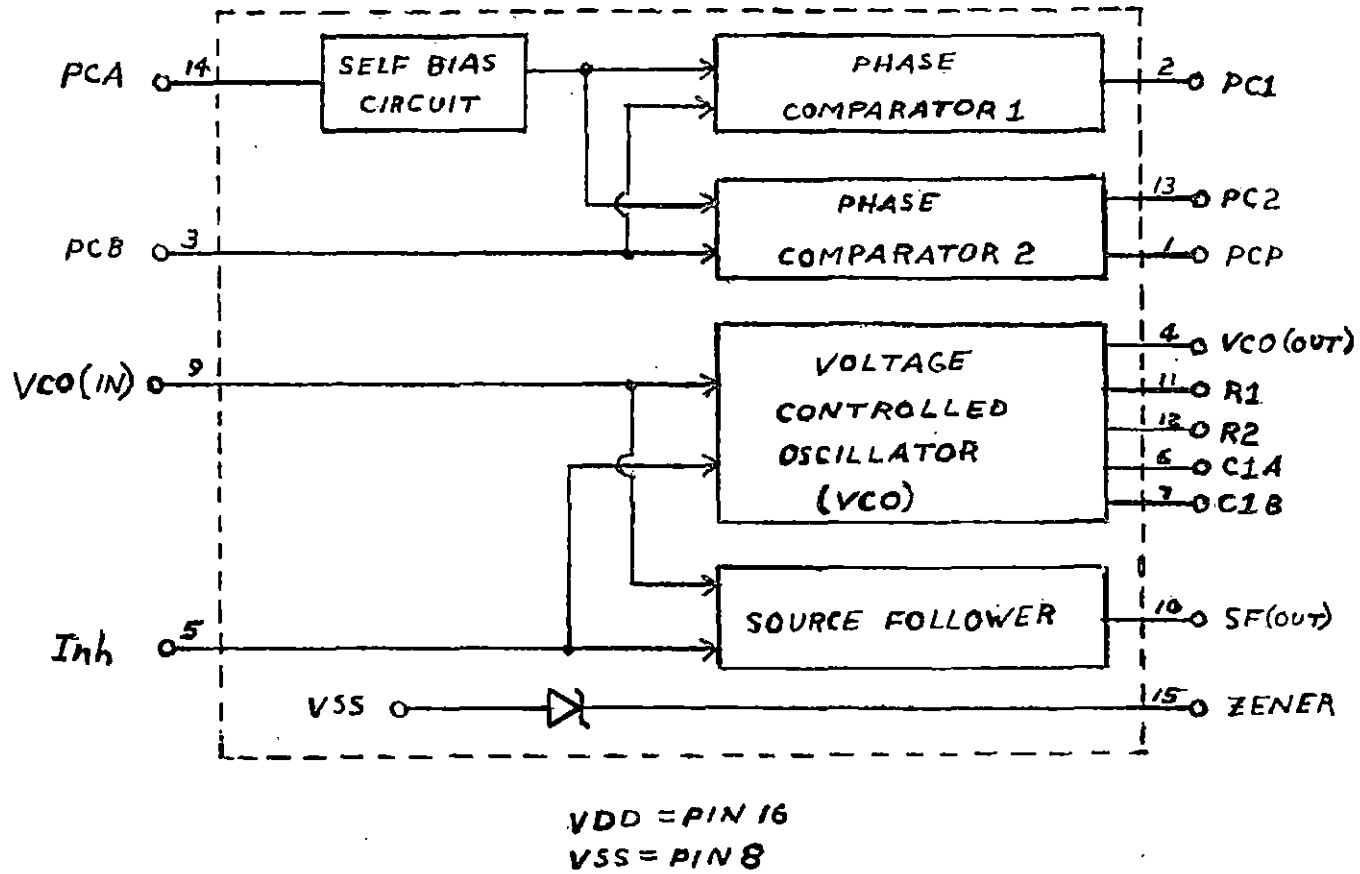 PCA 14 SELF BIAS CIRCUIT PHASE COMPARATOR 1 2 PC1
PCB 3 PHASE COMPARATOR 2 13 PC2
1 PCP
VCO(IN) 9 VOLTAGE CONTROLLED OSCILLATOR (VCO) 4 VCO(OUT)
11 R1
12 R2
6 C1A
7 C1B
Inh 5 SOURCE FOLLOWER 10 SF(OUT)
VSS 15 ZENER
VDD = PIN 16
VSS = PIN 8